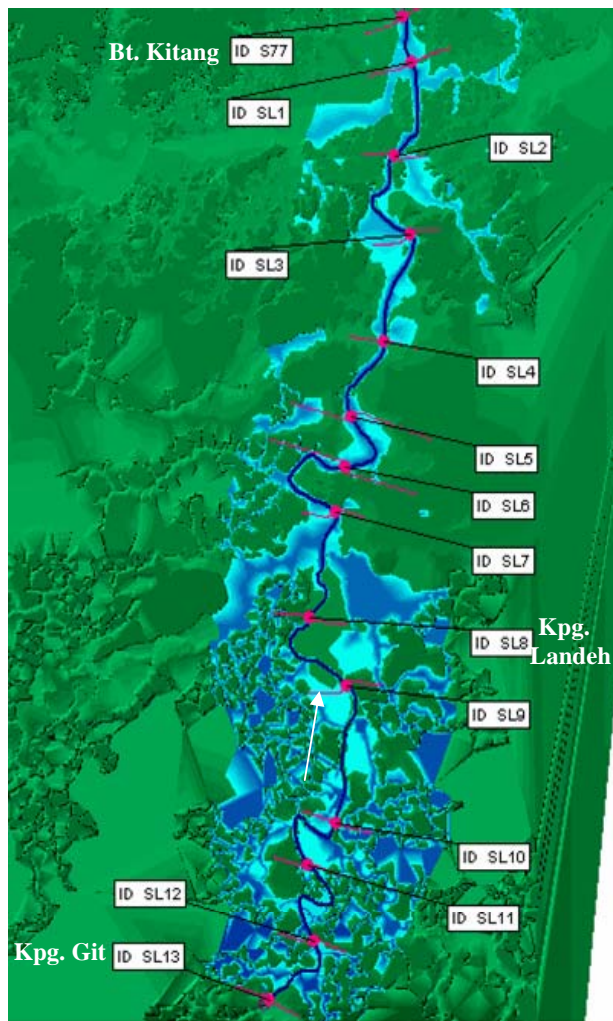 Bt. Kitang
ID S77
ID SL1
ID SL2
ID SL3
ID SL4
ID SL5
ID SL6
ID SL7
ID SL8
Kpg.
Landeh
ID SL9
ID SL10
ID SL12
ID SL11
Kpg. Git
ID SL13